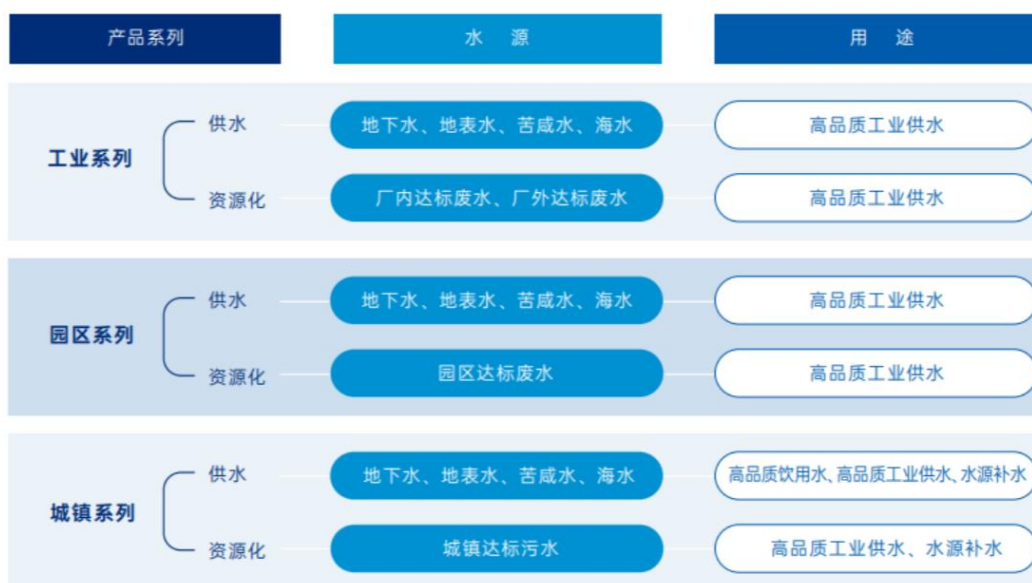 产品系列 水 源 用 途
供水 地下水、地表水、苦咸水、海水 高品质工业供水
工业系列
资源化 厂内达标废水、厂外达标废水 高品质工业供水
供水 地下水、地表水、苦咸水、海水 高品质工业供水
园区系列
资源化 园区达标废水 高品质工业供水
供水 地下水、地表水、苦咸水、海水 高品质饮用水、高品质工业供水、水源补水
城镇系列
资源化 城镇达标污水 高品质工业供水、水源补水